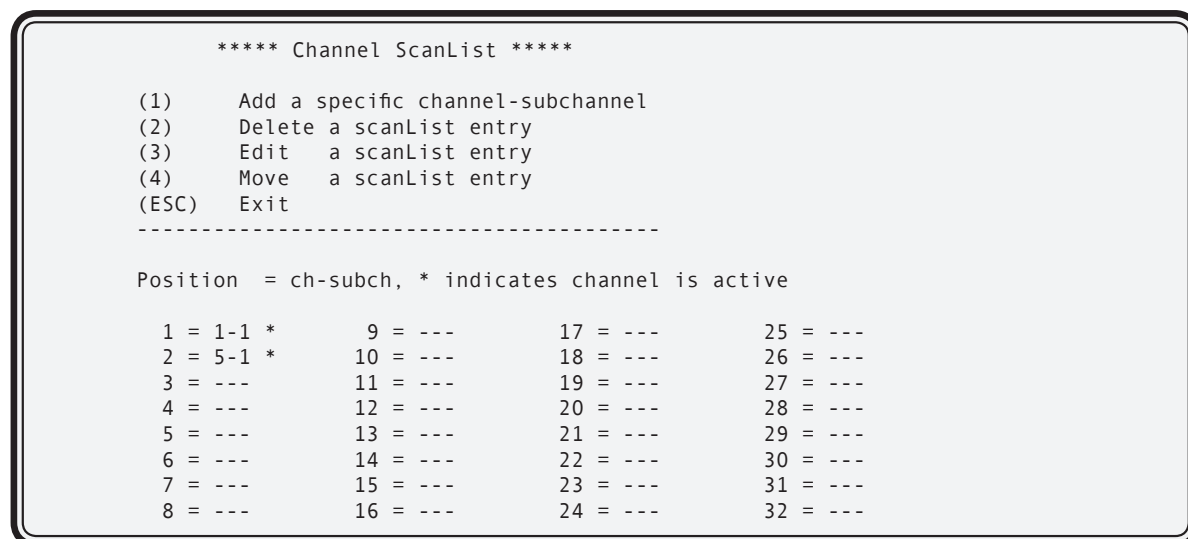 ***** Channel ScanList *****
(1) Add a specific channel-subchannel
(2) Delete a scanList entry
(3) Edit a scanList entry
(4) Move a scanList entry
(ESC) Exit
-----------------------------------------
Position = ch-subch, * indicates channel is active
1 = 1-1 * 9 = --- 17 = --- 25 = ---
2 = 5-1 * 10 = --- 18 = --- 26 = ---
3 = --- 11 = --- 19 = --- 27 = ---
4 = --- 12 = --- 20 = --- 28 = ---
5 = --- 13 = --- 21 = --- 29 = ---
6 = --- 14 = --- 22 = --- 30 = ---
7 = --- 15 = --- 23 = --- 31 = ---
8 = --- 16 = --- 24 = --- 32 = ---